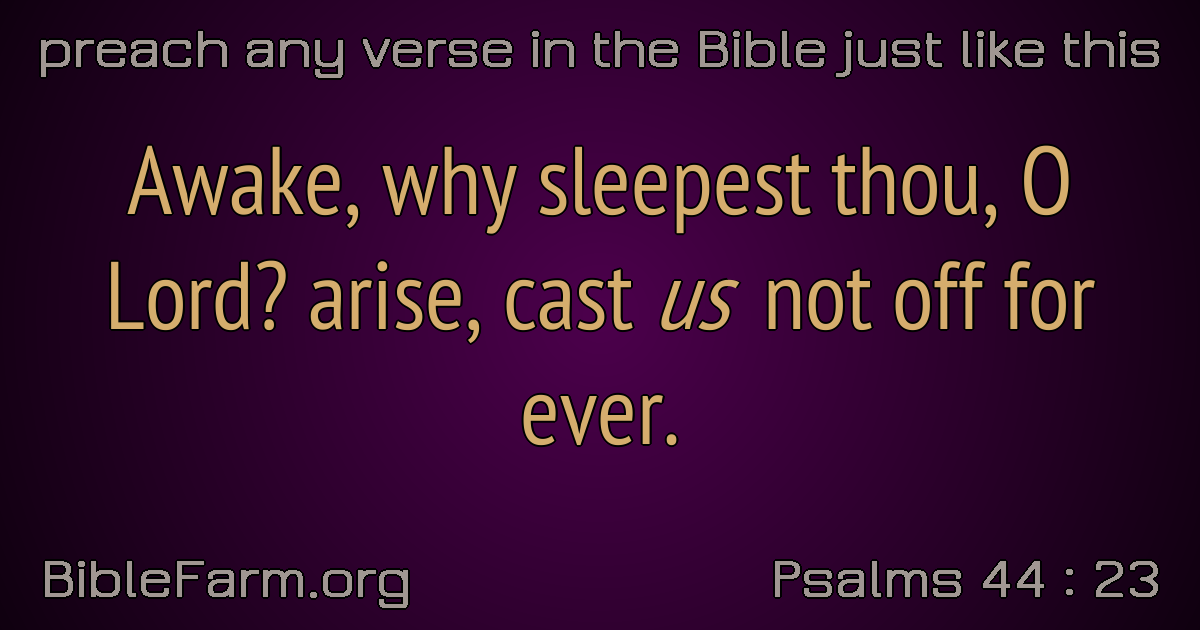 preach any verse in the Bible just like this
Awake, why sleepest thou, O
Lord? arise, cast us not off for
ever.
BibleFarm.org
Psalms 44 : 23